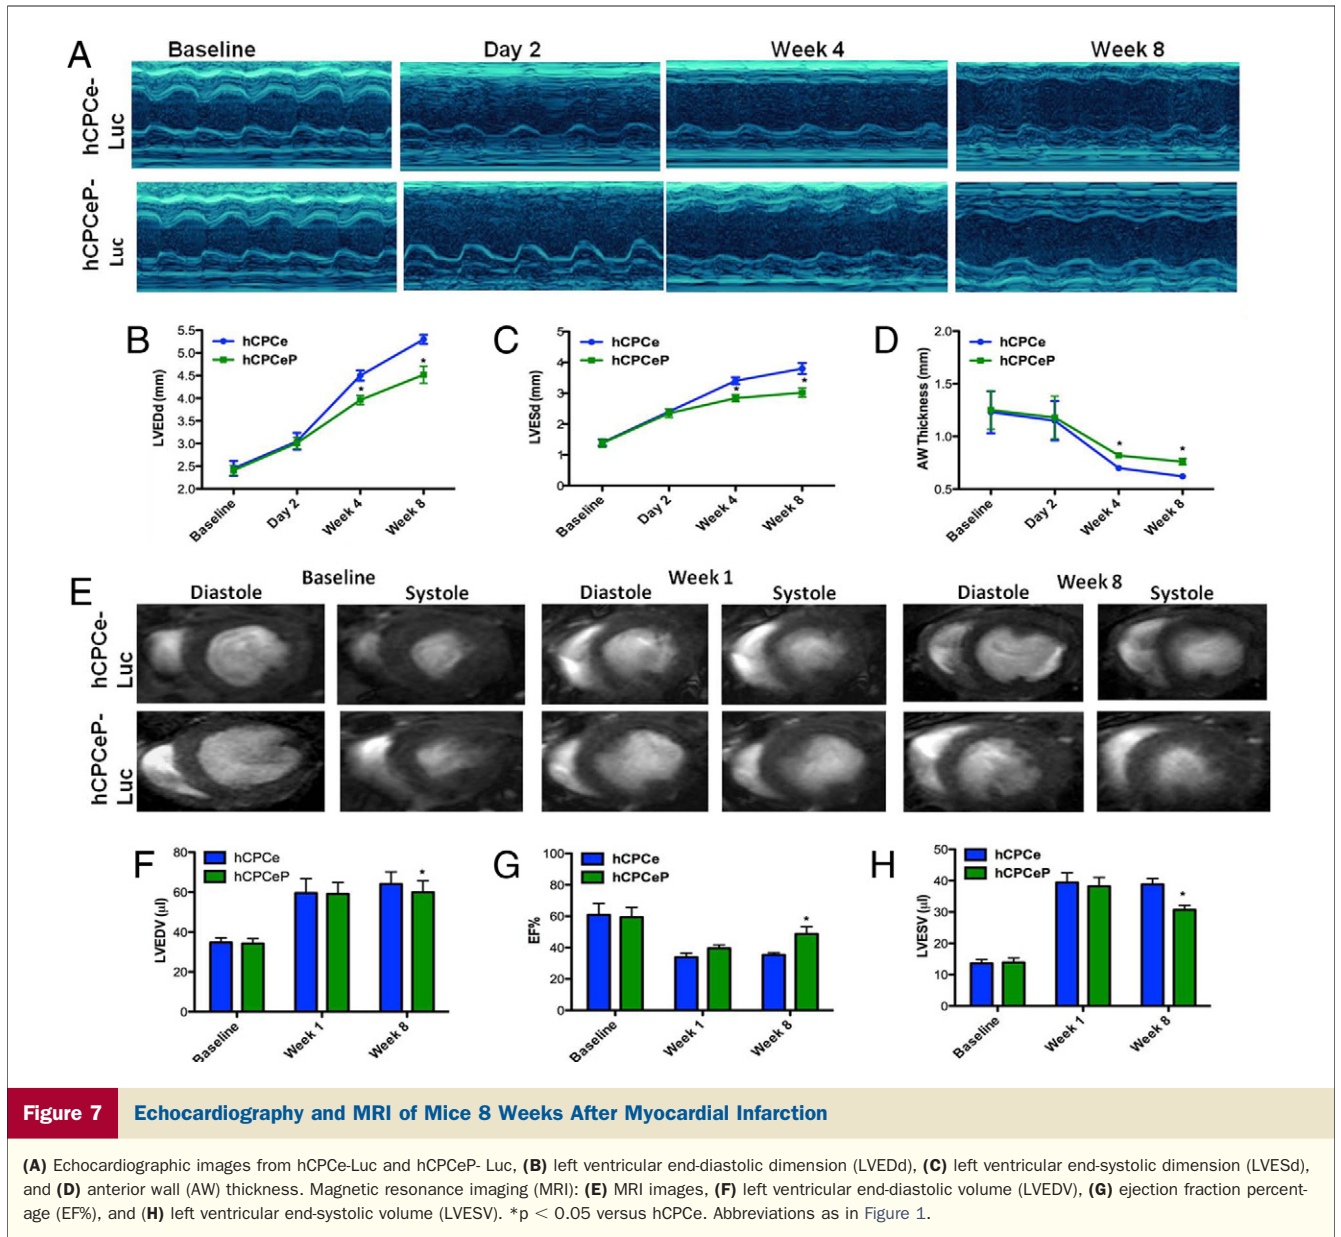 A
Baseline
Day 2
Week 4
Week 8
hCPCe-
Luc
hCPCeP-
Luc
B
5.5
5.0
4.5
4.0
3.5
3.0
2.5
2.0
LVEDd (mm)
hCPCe
hCPCeP
*
*
Baseline
Day 2
Week 4
Week 8
C
5
4
3
2
1
0
LVESd (mm)
hCPCe
hCPCeP
*
*
Baseline
Day 2
Week 4
Week 8
D
2.0
1.5
1.0
0.5
AW Thickness (mm)
hCPCe
hCPCeP
*
*
Baseline
Day 2
Week 4
Week 8
E
Baseline
Week 1
Week 8
Diastole
Systole
Diastole
Systole
Diastole
Systole
hCPCe-
Luc
hCPCeP-
Luc
F
80
60
40
20
0
LVEDV (µl)
hCPCe
hCPCeP
*
Baseline
Week 1
Week 8
G
100
80
60
40
20
0
EF%
hCPCe
hCPCeP
*
Baseline
Week 1
Week 8
H
50
40
30
20
10
0
LVESV (µl)
hCPCe
hCPCeP
*
Baseline
Week 1
Week 8
Figure 7 Echocardiography and MRI of Mice 8 Weeks After Myocardial Infarction
(A) Echocardiographic images from hCPCe-Luc and hCPCeP- Luc, (B) left ventricular end-diastolic dimension (LVEDd), (C) left ventricular end-systolic dimension (LVESd),
and (D) anterior wall (AW) thickness. Magnetic resonance imaging (MRI): (E) MRI images, (F) left ventricular end-diastolic volume (LVEDV), (G) ejection fraction percent-
age (EF%), and (H) left ventricular end-systolic volume (LVESV). *p < 0.05 versus hCPCe. Abbreviations as in Figure 1.